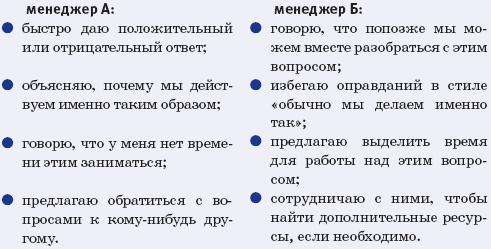 менеджер А:
быстро даю положительный
или отрицательный ответ;
объясняю, почему мы дейст-
вуем именно таким образом;
говорю, что у меня нет време-
ни этим заниматься;
предлагаю обратиться с во-
просами к кому-нибудь дру-
гому.
менеджер Б:
говорю, что попозже мы мо-
жем вместе разобраться с этим
вопросом;
избегаю оправданий в стиле
«обычно мы делаем именно
так»;
предлагаю выделить время
для работы над этим вопро-
сом;
сотрудничаю с ними, чтобы
найти дополнительные ресур-
сы, если необходимо.